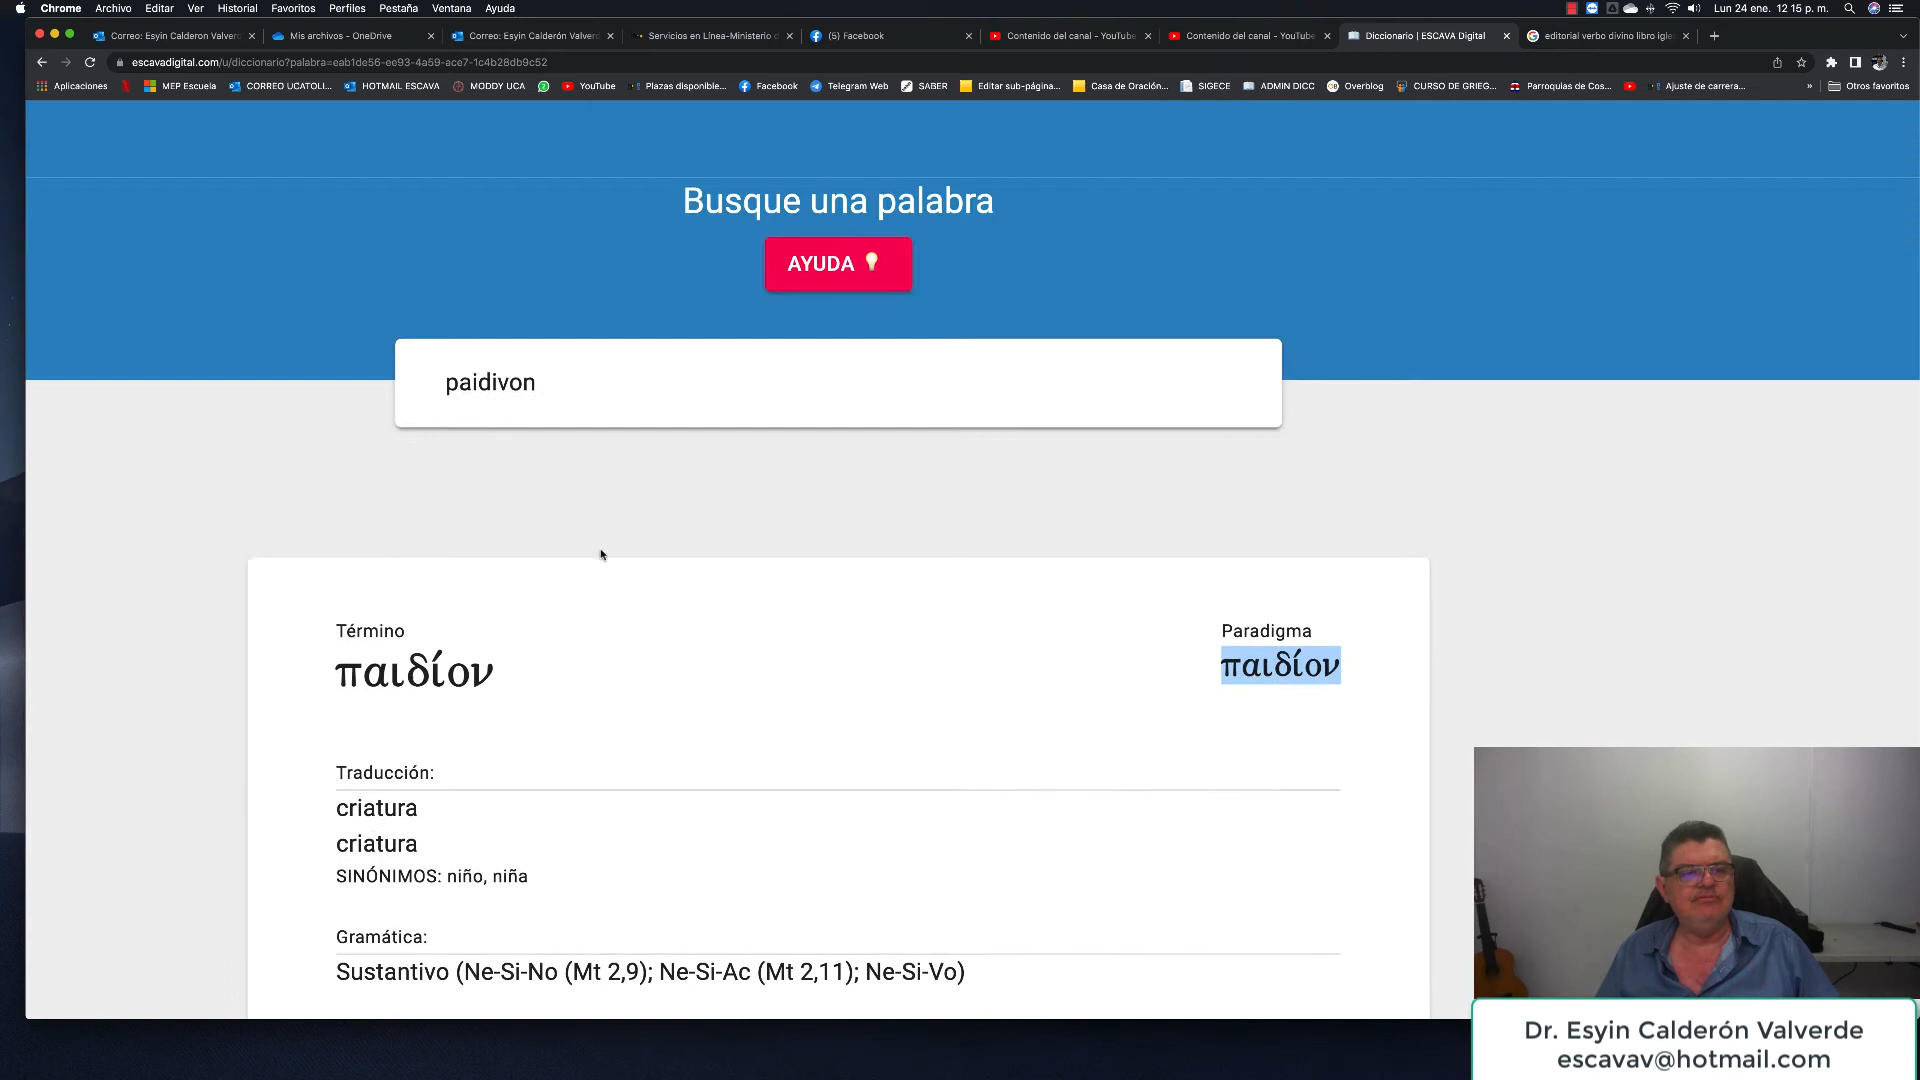 Chrome Archivo Editar Ver Historial Favoritos Perfiles Pestaña Ventana Ayuda Lun 24 ene. 12 15 p. m.
Correo: Esyin Calderon Valver Mis archivos - OneDrive Correo: Esyin Calderón Valver Servicios en Línea-Ministerio d (5) Facebook Contenido del canal - YouTube Contenido del canal - YouTube Diccionario | ESCAVA Digital editorial verbo divino libro igle
escavadigital.com/u/diccionario?palabra=eab1de56-ee93-4a59-ace7-1c4b28db9c52
Aplicaciones MEP Escuela CORREO UCATOLI... HOTMAIL ESCAVA MODDY UCA YouTube Plazas disponible... Facebook Telegram Web SABER Editar sub-página... Casa de Oración... SIGECE ADMIN DICC Overblog CURSO DE GRIEG... Parroquias de Cos... Ajuste de carrera... » Otros favoritos
Busque una palabra
AYUDA
paidivon
Término Paradigma
παιδίον παιδίον
Traducción:
criatura
criatura
SINÓNIMOS: niño, niña
Gramática:
Sustantivo (Ne-Si-No (Mt 2,9); Ne-Si-Ac (Mt 2,11); Ne-Si-Vo)
Dr. Esyin Calderón Valverde
escavav@hotmail.com